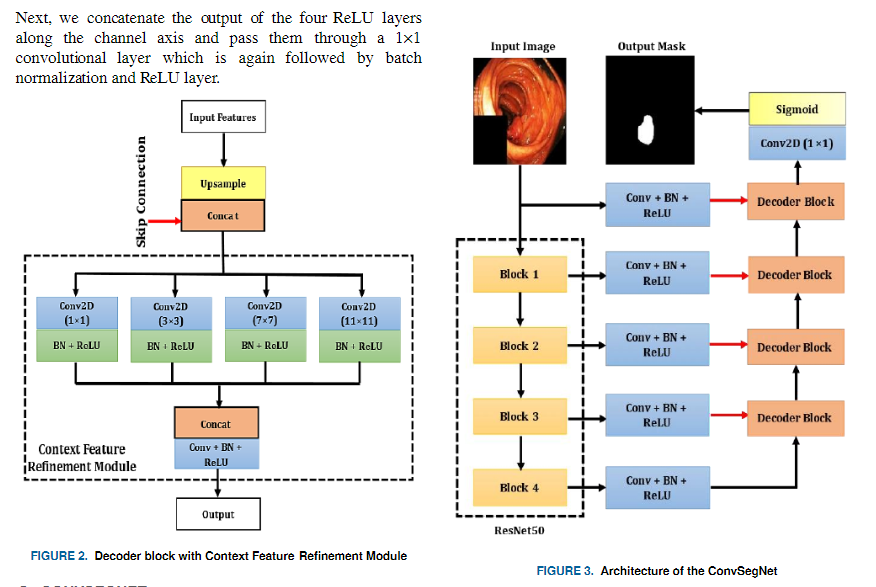 Next, we concatenate the output of the four ReLU layers
along the channel axis and pass them through a 1×1
convolutional layer which is again followed by batch
normalization and ReLU layer.
Input Features
Upsample
Concat
Skip Connection
Conv2D
(1×1)
BN + ReLU
Conv2D
(3×3)
BN + ReLU
Conv2D
(7×7)
BN + ReLU
Conv2D
(11×11)
BN + ReLU
Concat
Conv + BN +
ReLU
Context Feature
Refinement Module
Output
FIGURE 2. Decoder block with Context Feature Refinement Module
Input Image
Output Mask
Sigmoid
Conv2D (1×1)
Conv + BN +
ReLU
Decoder Block
Block 1
Conv + BN +
ReLU
Decoder Block
Block 2
Conv + BN +
ReLU
Decoder Block
Block 3
Conv + BN +
ReLU
Decoder Block
Block 4
Conv + BN +
ReLU
ResNet50
FIGURE 3. Architecture of the ConvSegNet